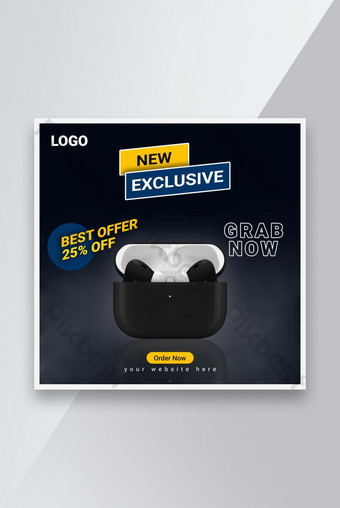 LOGO
NEW
EXCLUSIVE
BEST OFFER
25% OFF
GRAB
NOW
Order Now
your website here